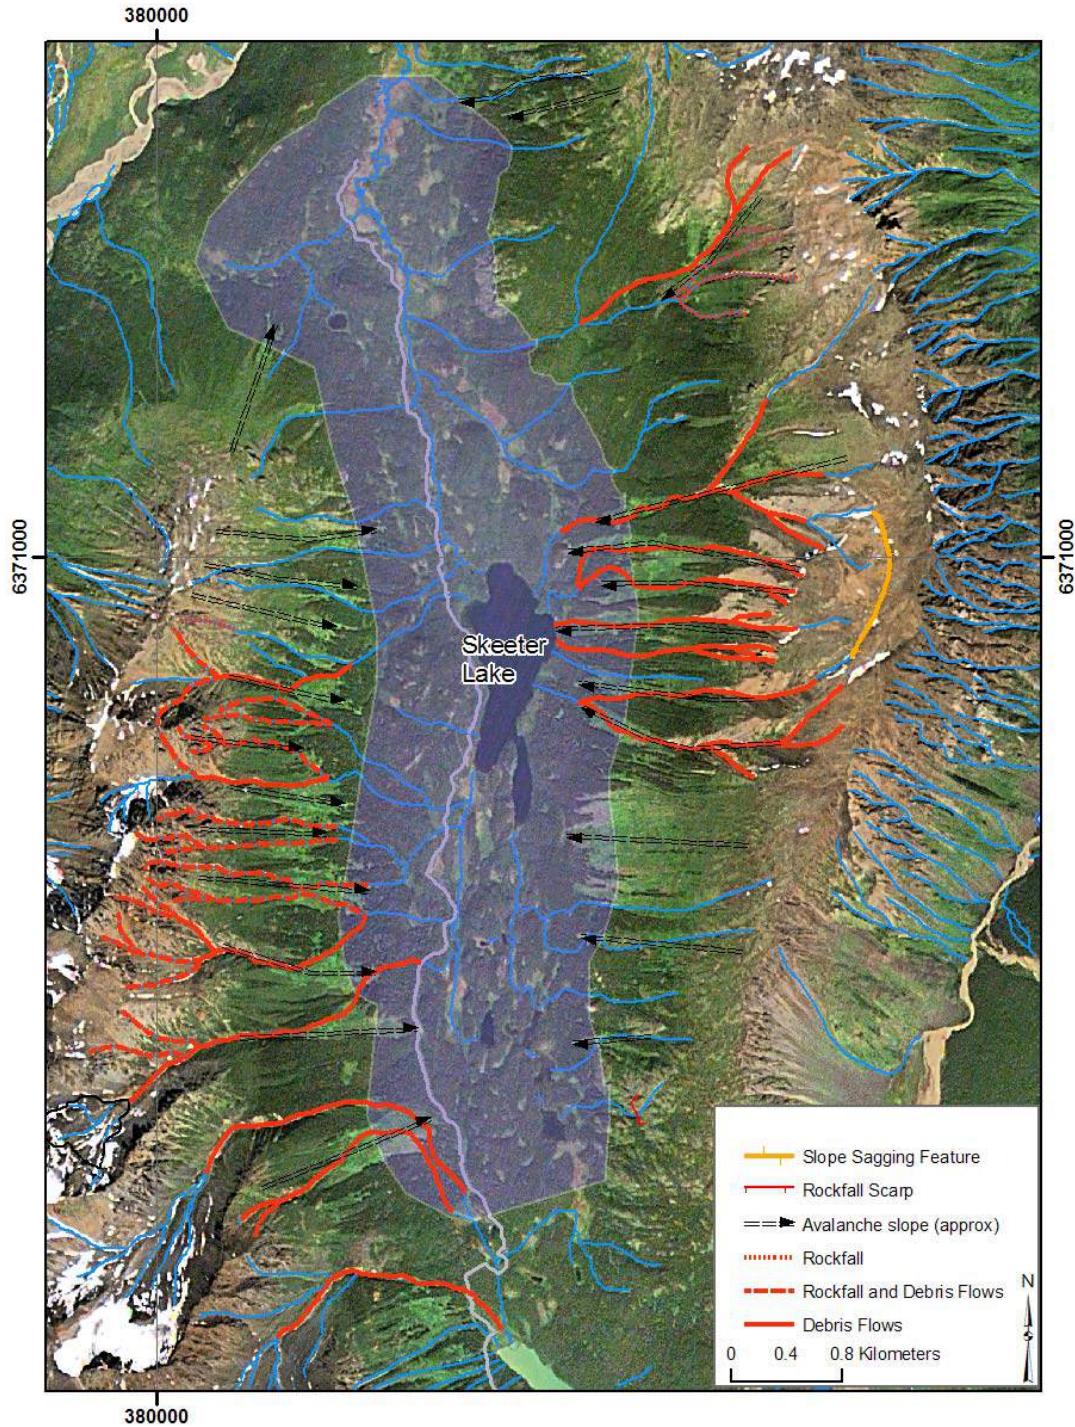 380000
6371000
6371000
Skeeter
Lake
Slope Sagging Feature
Rockfall Scarp
Avalanche slope (approx)
Rockfall
Rockfall and Debris Flows
Debris Flows
N
0 0.4 0.8 Kilometers
380000